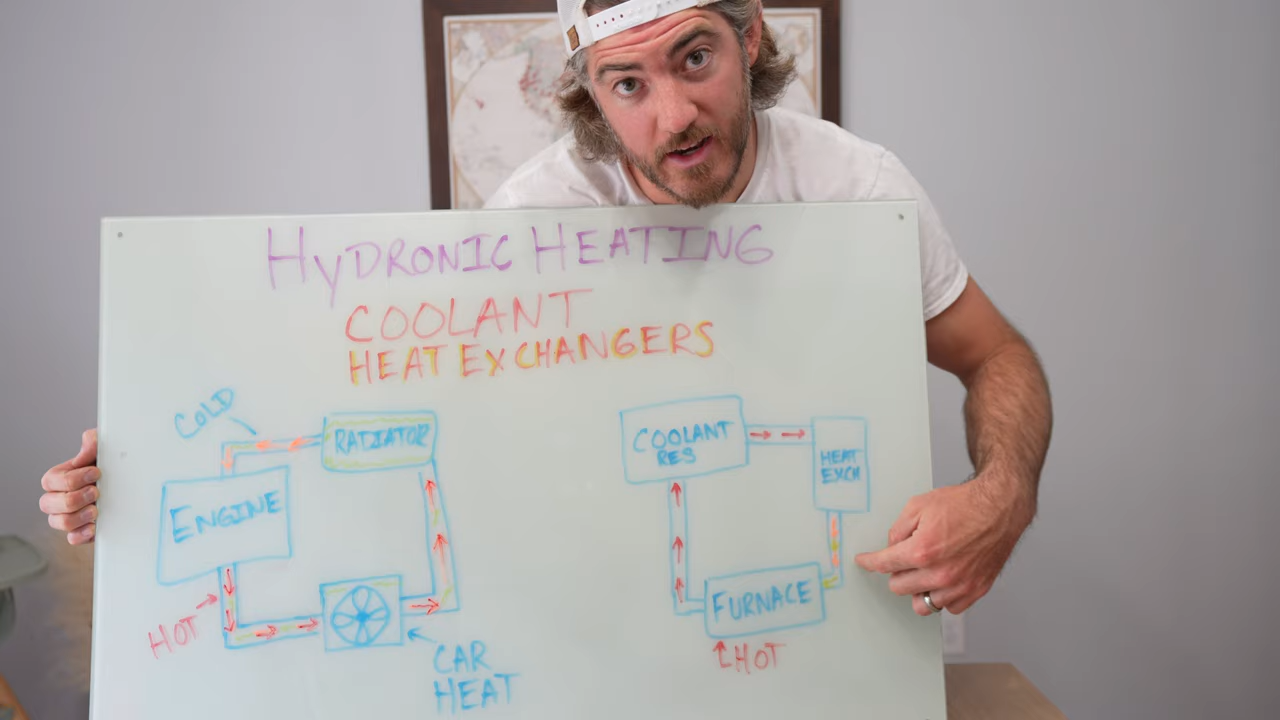 HyDRONIC HEATING
COOLANT
HEAT EXCHANGERS
COLD
RADIATOR
ENGINE
HOT
CAR
HEAT
COOLANT
RES
HEAT
EXCH
FURNACE
HOT